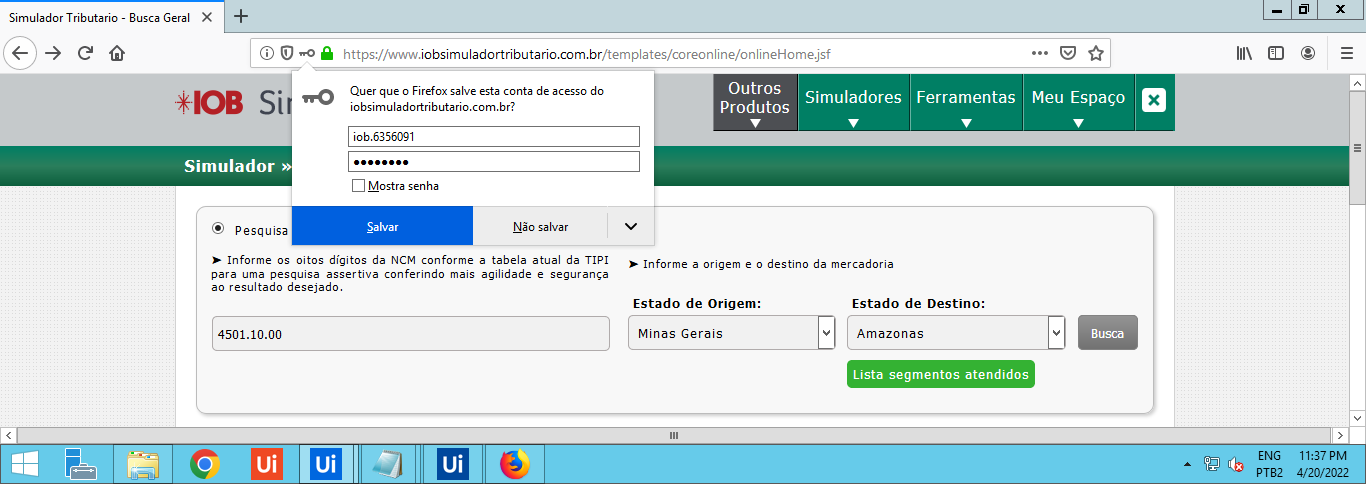 Simulador Tributario - Busca Geral
https://www.iobsimuladortributario.com.br/templates/coreonline/onlineHome.jsf
IOB Si
Outros Produtos
Simuladores
Ferramentas
Meu Espaço
Quer que o Firefox salve esta conta de acesso do
iobsimuladortributario.com.br?
iob.6356091
••••••••
Mostra senha
Salvar
Não salvar
Simulador »
Pesquisa
➤ Informe os oitos dígitos da NCM conforme a tabela atual da TIPI
para uma pesquisa assertiva conferindo mais agilidade e segurança
ao resultado desejado.
➤ Informe a origem e o destino da mercadoria
Estado de Origem:
Estado de Destino:
4501.10.00
Minas Gerais
Amazonas
Busca
Lista segmentos atendidos
Ui
Ui
Ui
ENG
PTB2
11:37 PM
4/20/2022